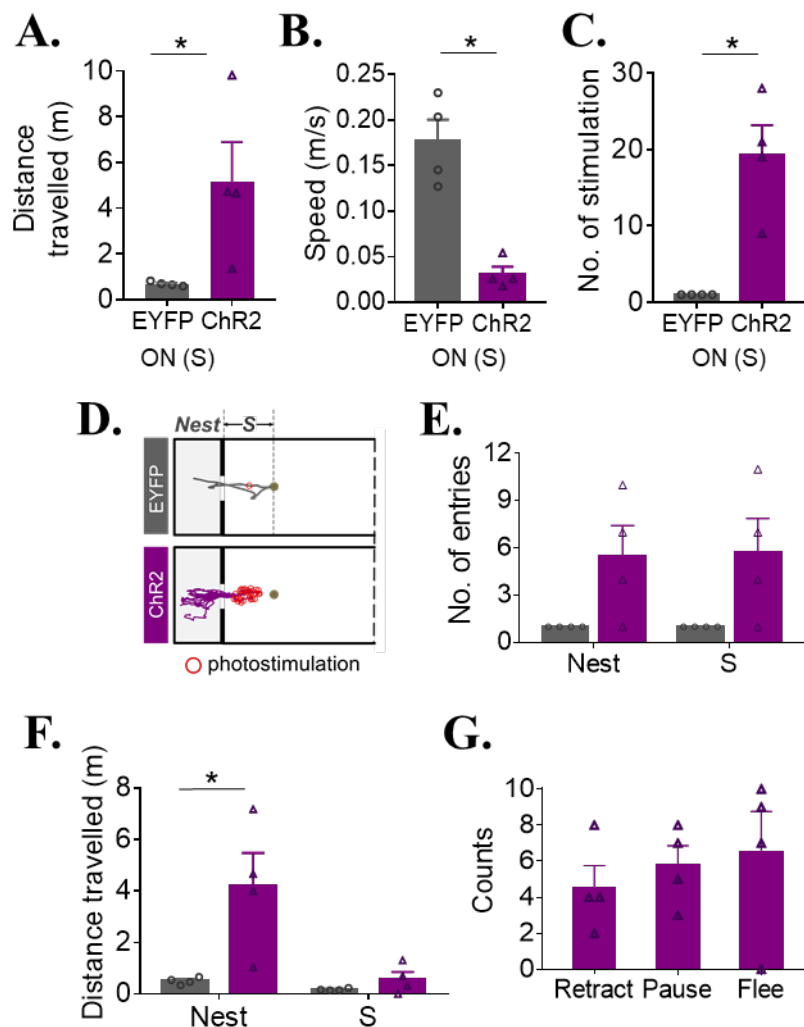 A.
*
Distance
travelled (m)
10
8
6
4
2
0
EYFP ChR2
ON (S)
B.
*
Speed (m/s)
0.25
0.20
0.15
0.10
0.05
0.00
EYFP ChR2
ON (S)
C.
*
No. of stimulation
30
20
10
0
EYFP ChR2
ON (S)
D.
Nest S
EYFP
ChR2
photostimulation
E.
No. of entries
12
9
6
3
0
Nest S
F.
*
Distance travelled (m)
8
6
4
2
0
Nest S
G.
Counts
10
8
6
4
2
0
Retract Pause Flee